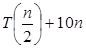 T(n/2) + 10n